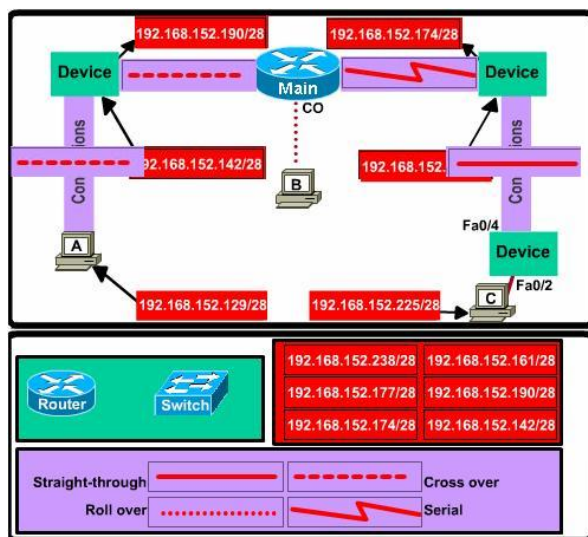 192.168.152.190/28
192.168.152.174/28
Device
Main
Device
CO
192.168.152.142/28
192.168.152.
Con
ions
Con
ions
B
A
Fa0/4
Device
Fa0/2
C
192.168.152.129/28
192.168.152.225/28
Router
Switch
192.168.152.238/28
192.168.152.161/28
192.168.152.177/28
192.168.152.190/28
192.168.152.174/28
192.168.152.142/28
Straight-through
Cross over
Roll over
Serial